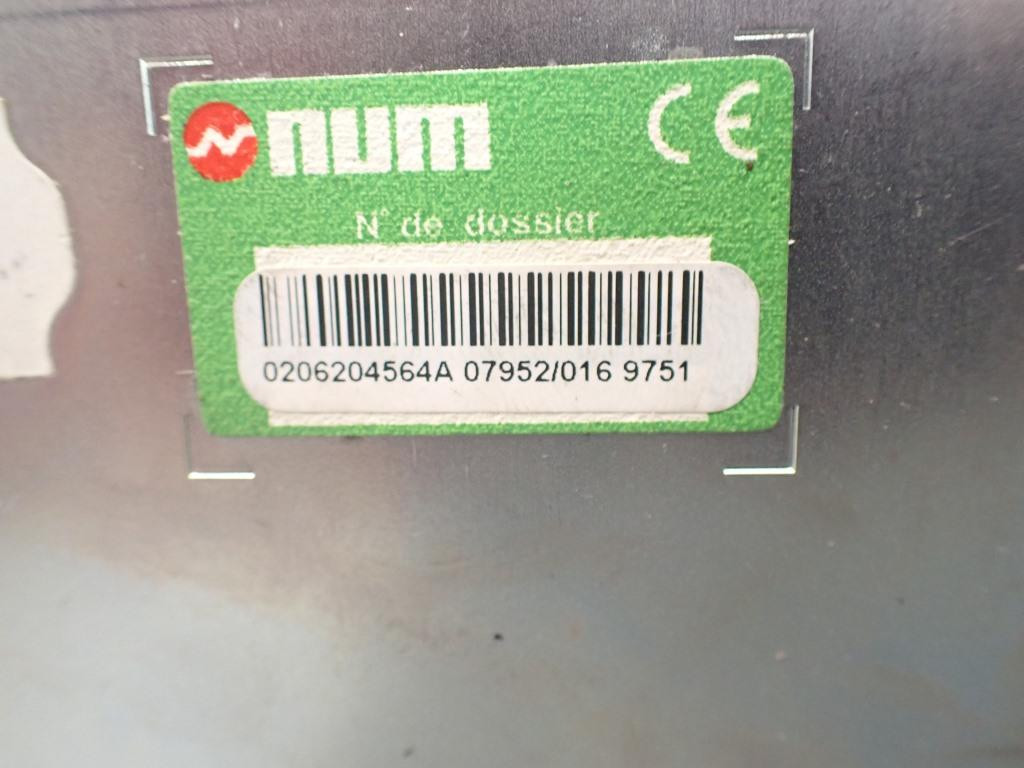 num CE
N° de dossier
0206204564A 07952/016 9751